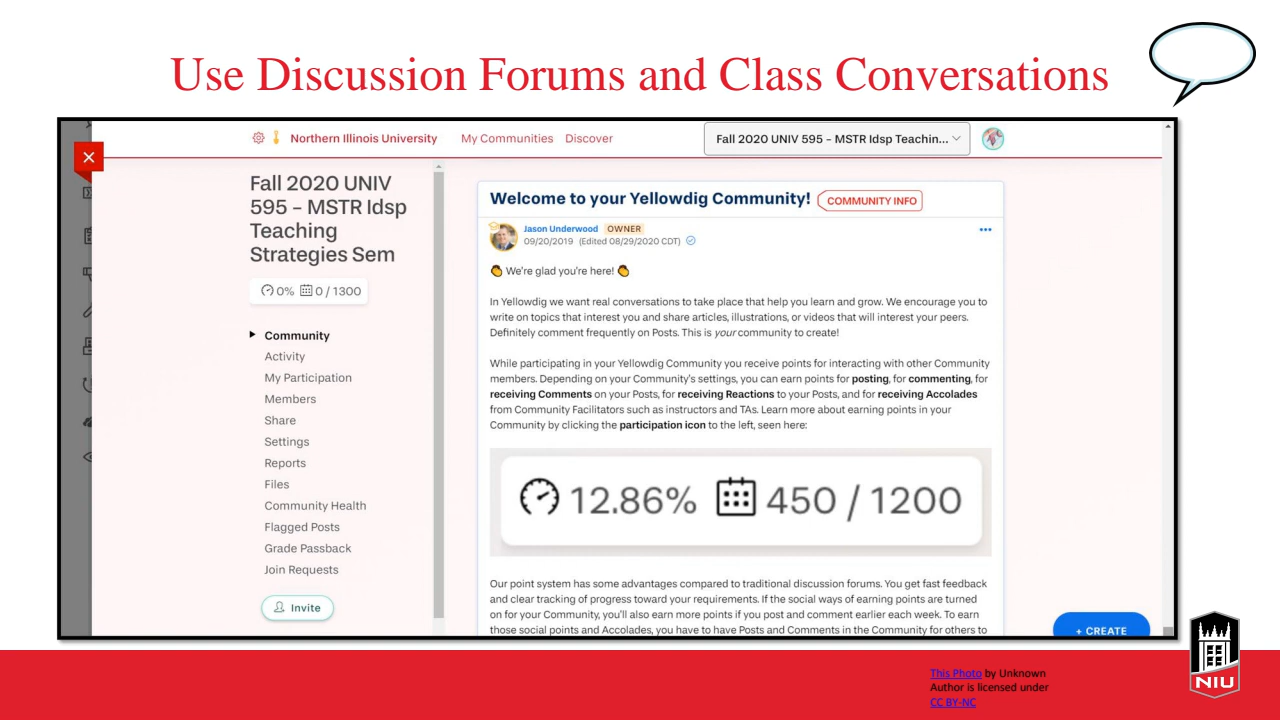 Use Discussion Forums and Class Conversations
Northern Illinois University My Communities Discover Fall 2020 UNIV 595 - MSTR Idsp Teachin...
Fall 2020 UNIV
595 - MSTR Idsp
Teaching
Strategies Sem
0% 0 / 1300
Community
Activity
My Participation
Members
Share
Settings
Reports
Files
Community Health
Flagged Posts
Grade Passback
Join Requests
Invite
Welcome to your Yellowdig Community! COMMUNITY INFO
Jason Underwood OWNER
09/20/2019 (Edited 08/29/2020 CDT)
We're glad you're here!
In Yellowdig we want real conversations to take place that help you learn and grow. We encourage you to
write on topics that interest you and share articles, illustrations, or videos that will interest your peers.
Definitely comment frequently on Posts. This is your community to create!
While participating in your Yellowdig Community you receive points for interacting with other Community
members. Depending on your Community's settings, you can earn points for posting, for commenting, for
receiving Comments on your Posts, for receiving Reactions to your Posts, and for receiving Accolades
from Community Facilitators such as instructors and TAs. Learn more about earning points in your
Community by clicking the participation icon to the left, seen here:
12.86% 450 / 1200
Our point system has some advantages compared to traditional discussion forums. You get fast feedback
and clear tracking of progress toward your requirements. If the social ways of earning points are turned
on for your Community, you'll also earn more points if you post and comment earlier each week. To earn
those social points and Accolades, you have to have Posts and Comments in the Community for others to
+ CREATE
This Photo by Unknown
Author is licensed under
CC BY-NC
NIU